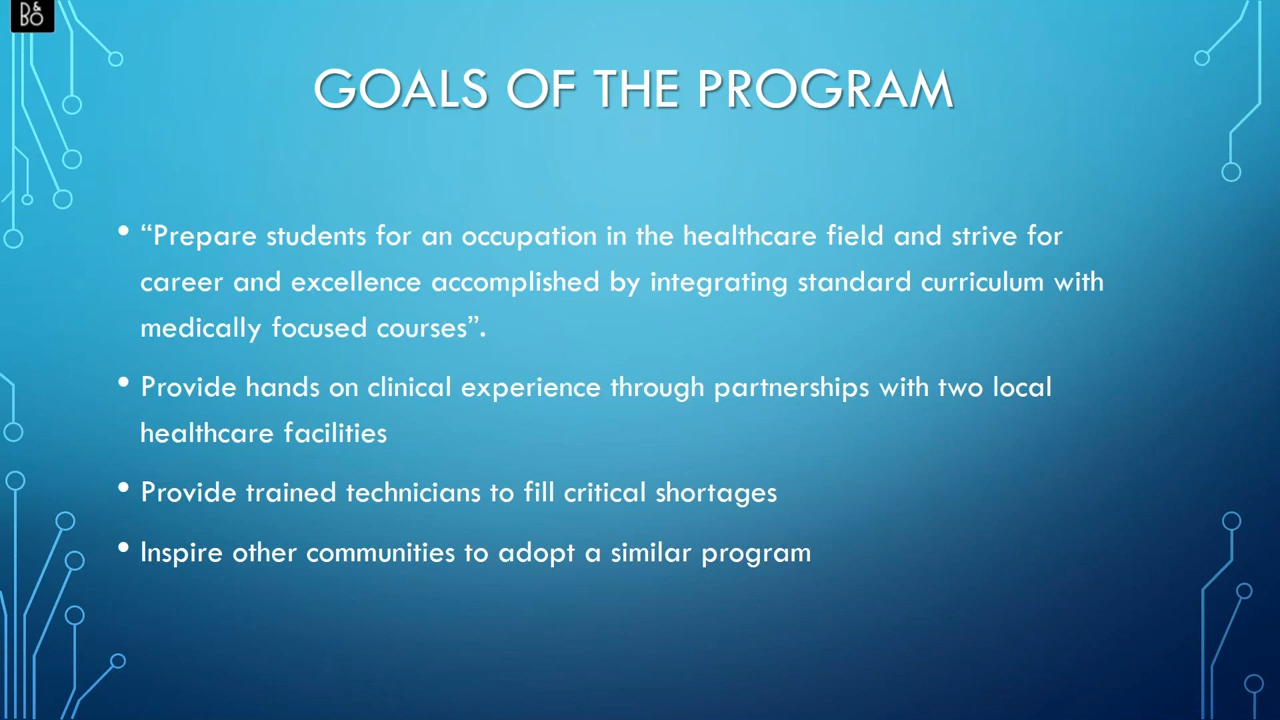 B&O
GOALS OF THE PROGRAM
• “Prepare students for an occupation in the healthcare field and strive for
career and excellence accomplished by integrating standard curriculum with
medically focused courses”.
• Provide hands on clinical experience through partnerships with two local
healthcare facilities
• Provide trained technicians to fill critical shortages
• Inspire other communities to adopt a similar program